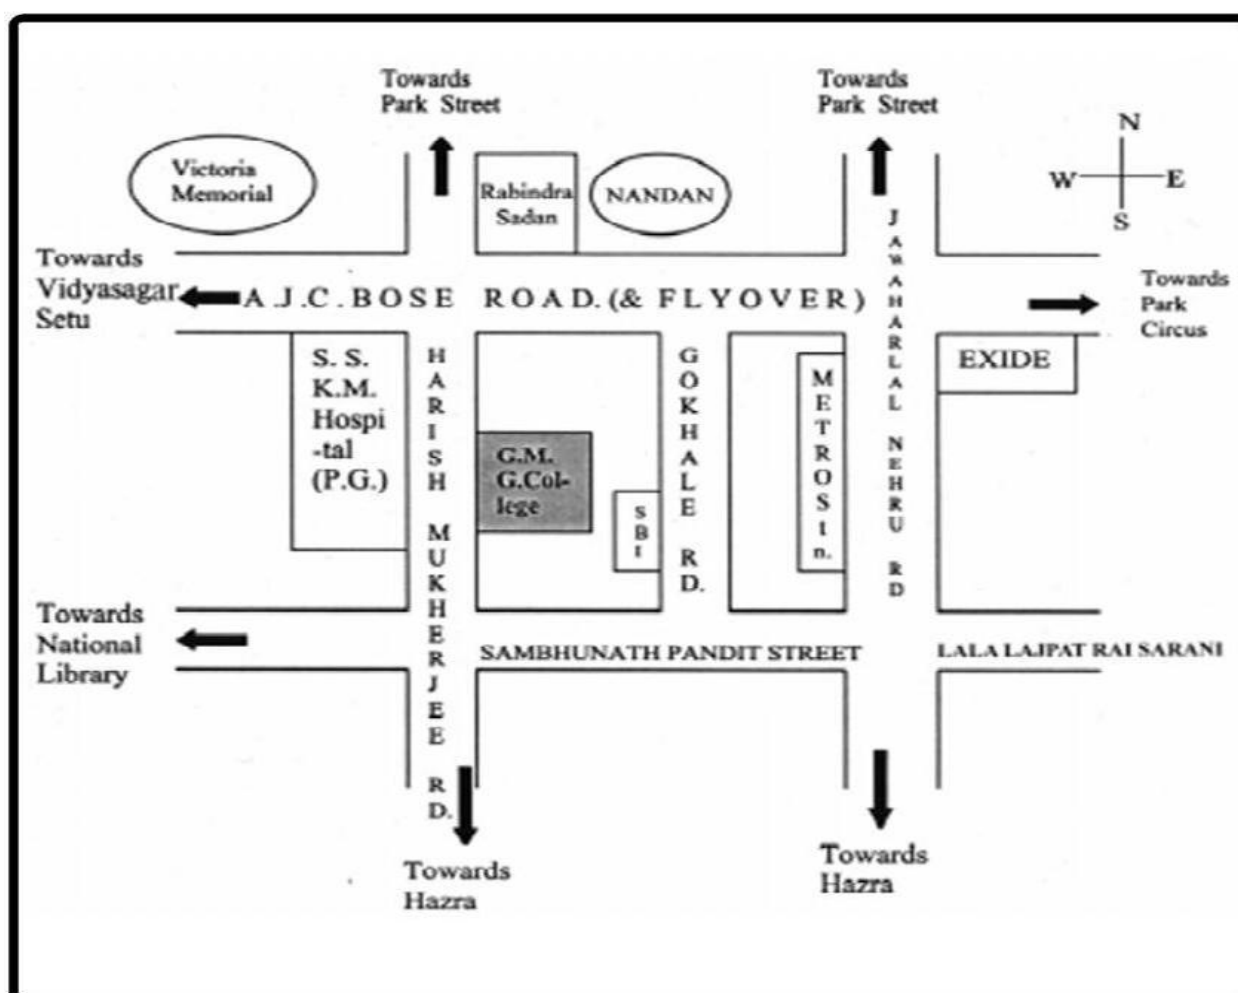 Towards
Park Street
Towards
Park Street
N
W
E
S
Victoria
Memorial
Rabindra
Sadan
NANDAN
Towards
Vidyasagar
Setu
A.J.C. BOSE ROAD. (& FLYOVER)
JAWAHARLAL NEHRU RD
Towards
Park
Circus
S. S.
K.M.
Hospi
-tal
(P.G.)
HARISH MUKHERJEE RD.
G.M.
G.Col-
lege
SBI
GOKHALE RD.
METROStn.
EXIDE
Towards
National
Library
SAMBHUNATH PANDIT STREET
LALA LAJPAT RAI SARANI
Towards
Hazra
Towards
Hazra